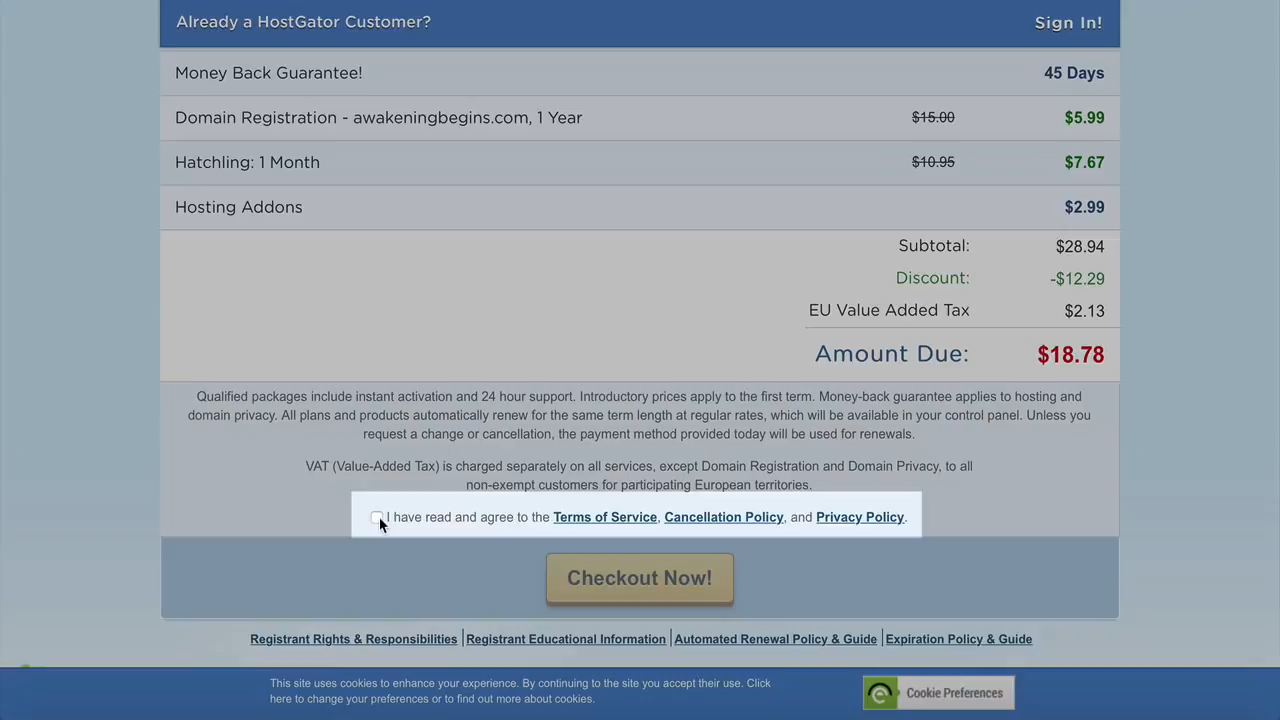 Already a HostGator Customer? Sign In!
Money Back Guarantee! 45 Days
Domain Registration - awakeningbegins.com, 1 Year $15.00 $5.99
Hatchling: 1 Month $10.95 $7.67
Hosting Addons $2.99
Subtotal: $28.94
Discount: -$12.29
EU Value Added Tax $2.13
Amount Due: $18.78
Qualified packages include instant activation and 24 hour support. Introductory prices apply to the first term. Money-back guarantee applies to hosting and
domain privacy. All plans and products automatically renew for the same term length at regular rates, which will be available in your control panel. Unless you
request a change or cancellation, the payment method provided today will be used for renewals.
VAT (Value-Added Tax) is charged separately on all services, except Domain Registration and Domain Privacy, to all
non-exempt customers for participating European territories.
I have read and agree to the Terms of Service, Cancellation Policy, and Privacy Policy.
Checkout Now!
Registrant Rights & Responsibilities | Registrant Educational Information | Automated Renewal Policy & Guide | Expiration Policy & Guide
This site uses cookies to enhance your experience. By continuing to the site you accept their use. Click
here to change your preferences or to find out more about cookies.
Cookie Preferences